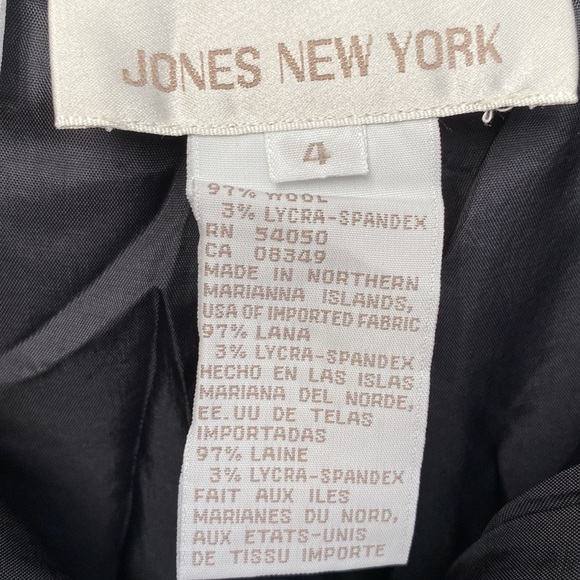 JONES NEW YORK
4
97% WOOL
3% LYCRA-SPANDEX
RN 54050
CA 08349
MADE IN NORTHERN
MARIANNA ISLANDS,
USA OF IMPORTED FABRIC
97% LANA
3% LYCRA-SPANDEX
HECHO EN LAS ISLAS
MARIANA DEL NORDE,
EE.UU DE TELAS
IMPORTADAS
97% LAINE
3% LYCRA-SPANDEX
FAIT AUX ILES
MARIANES DU NORD,
AUX ETATS-UNIS
DE TISSU IMPORTE